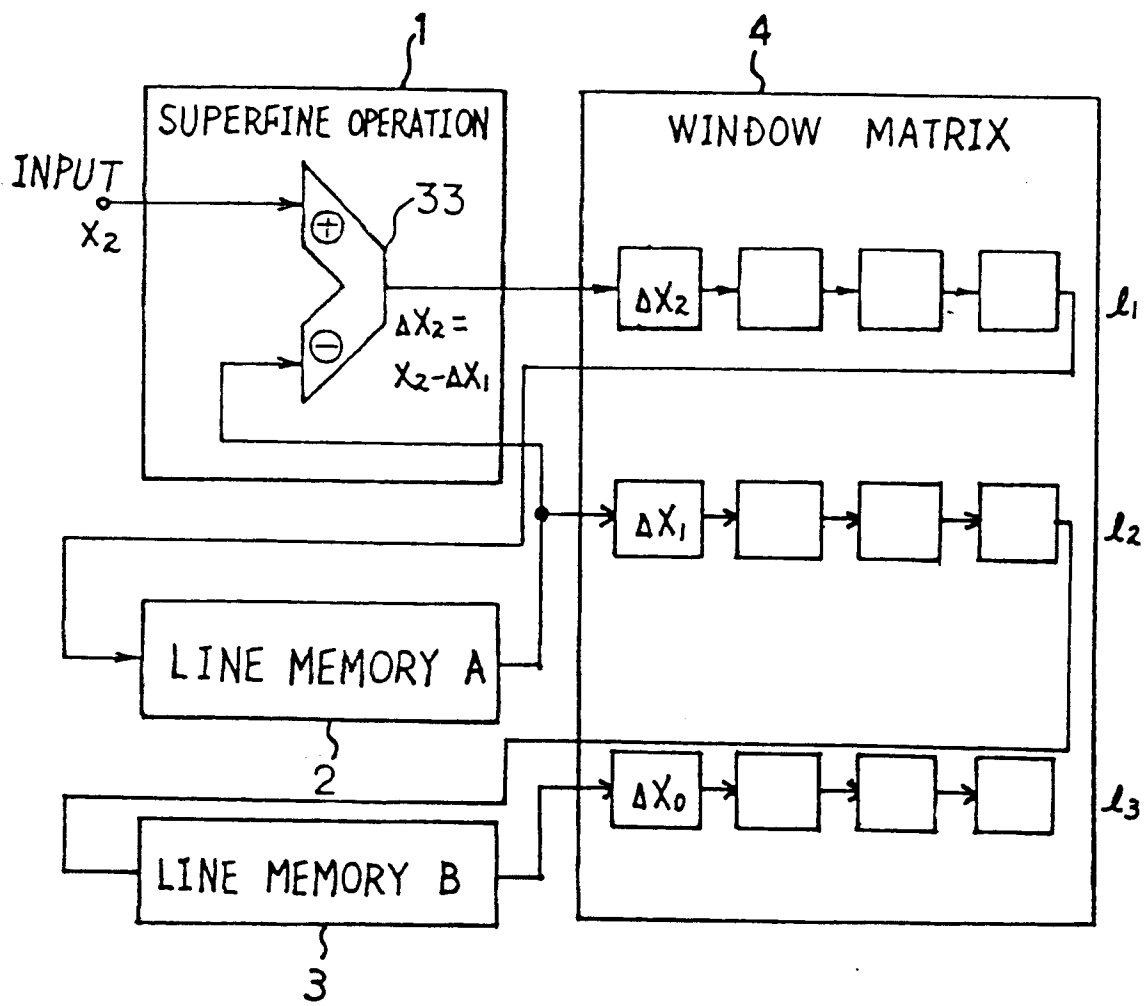 1
4
SUPERFINE OPERATION
WINDOW MATRIX
INPUT
X2
+
33
−
ΔX2 =
X2-ΔX1
ΔX2
l1
ΔX1
l2
LINE MEMORY A
2
ΔX0
l3
LINE MEMORY B
3